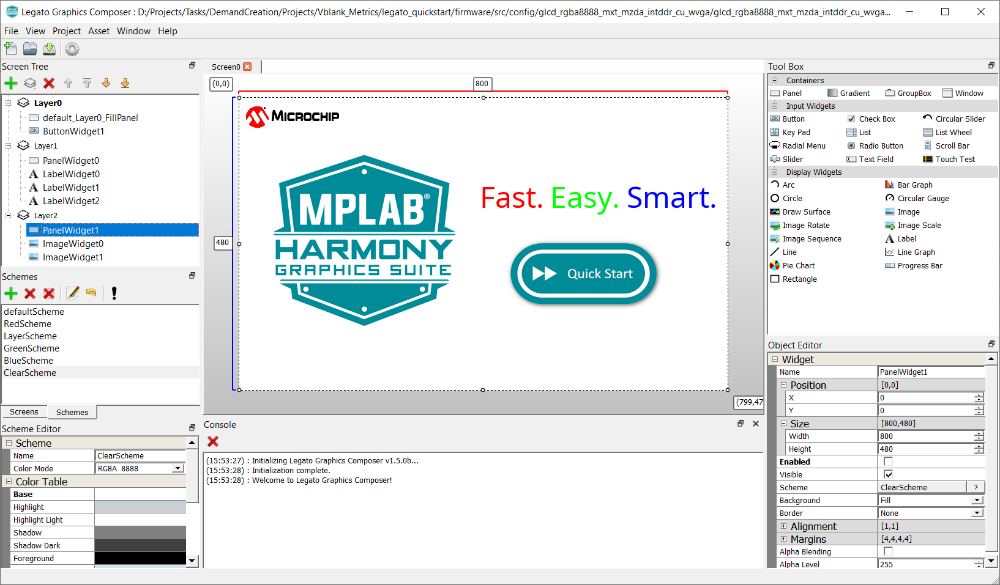 Legato Graphics Composer : D:/Projects/Tasks/DemandCreation/Projects/Vblank_Metrics/legato_quickstart/firmware/src/config/glcd_rgba8888_mxt_mzda_intddr_cu_wvga/glcd_rgba8888_mxt_mzda_intddr_cu_wvga...
File View Project Asset Window Help
Screen Tree
Layer0
default_Layer0_FillPanel
OK ButtonWidget1
Layer1
PanelWidget0
A LabelWidget0
A LabelWidget1
A LabelWidget2
Layer2
PanelWidget1
ImageWidget0
ImageWidget1
Schemes
defaultScheme
RedScheme
LayerScheme
GreenScheme
BlueScheme
ClearScheme
Screens Schemes
Scheme Editor
Scheme
Name ClearScheme
Color Mode RGBA_8888
Color Table
Base
Highlight
Highlight Light
Shadow
Shadow Dark
Foreground
Screen0
(0,0) 800
480
MICROCHIP
MPLAB®
HARMONY
GRAPHICS SUITE
Fast. Easy. Smart.
Quick Start
(799,47
Console
(15:53:27) : Initializing Legato Graphics Composer v1.5.0b...
(15:53:28) : Initialization complete.
(15:53:28) : Welcome to Legato Graphics Composer!
Tool Box
Containers
Panel Gradient GroupBox Window
Input Widgets
OK Button Check Box Circular Slider
Key Pad List List Wheel
Radial Menu Radio Button Scroll Bar
Slider Text Field Touch Test
Display Widgets
Arc Bar Graph
Circle Circular Gauge
Draw Surface Image
Image Rotate Image Scale
Image Sequence A Label
Line Line Graph
Pie Chart Progress Bar
Rectangle
Object Editor
Widget
Name PanelWidget1
Position [0,0]
X 0
Y 0
Size [800,480]
Width 800
Height 480
Enabled
Visible
Scheme ClearScheme ?
Background Fill
Border None
Alignment [1,1]
Margins [4,4,4,4]
Alpha Blending
Alpha Level 255